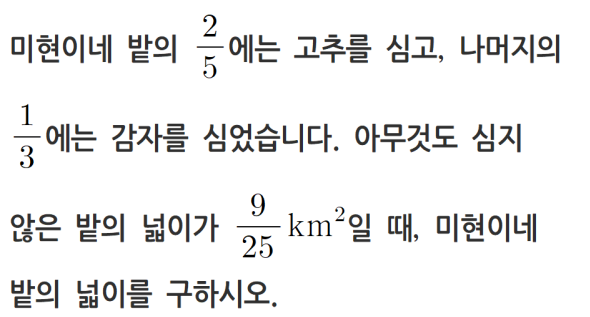 미현이네 밭의 $\frac{2}{5}$에는 고추를 심고, 나머지의
$\frac{1}{3}$에는 감자를 심었습니다. 아무것도 심지
않은 밭의 넓이가 $\frac{9}{25}$ km²일 때, 미현이네
밭의 넓이를 구하시오.